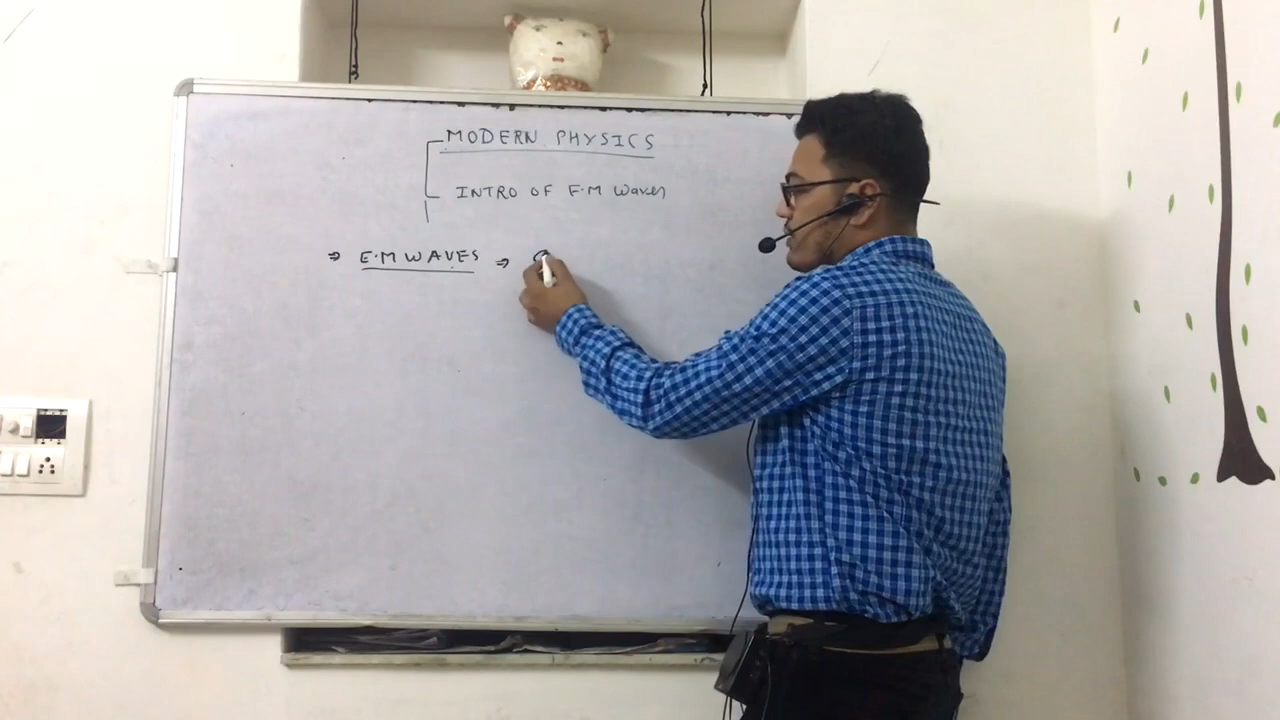 MODERN PHYSICS
INTRO OF E.M Waves
⇒ E.M WAVES ⇒